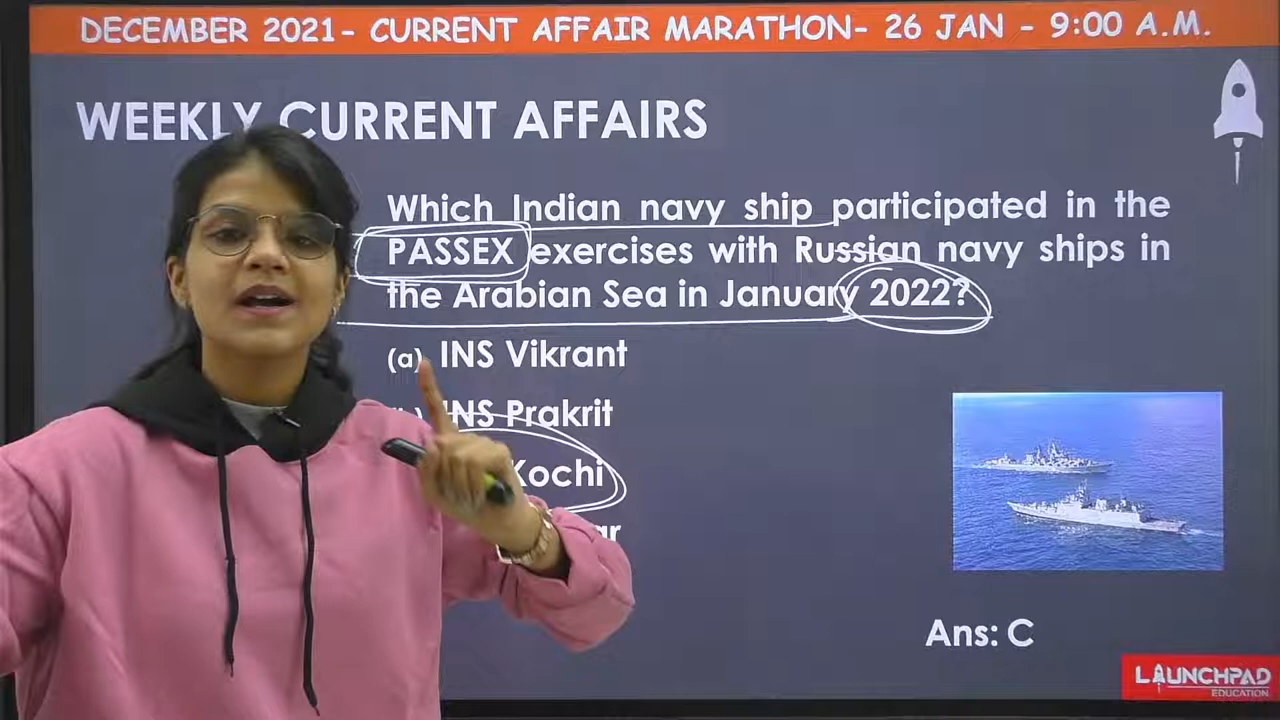 DECEMBER 2021- CURRENT AFFAIR MARATHON- 26 JAN - 9:00 A.M.
WEEKLY CURRENT AFFAIRS
Which Indian navy ship participated in the
PASSEX exercises with Russian navy ships in
the Arabian Sea in January 2022?
(a) INS Vikrant
INS Prakrit
Kochi
Ans: C
LAUNCHPAD
EDUCATION